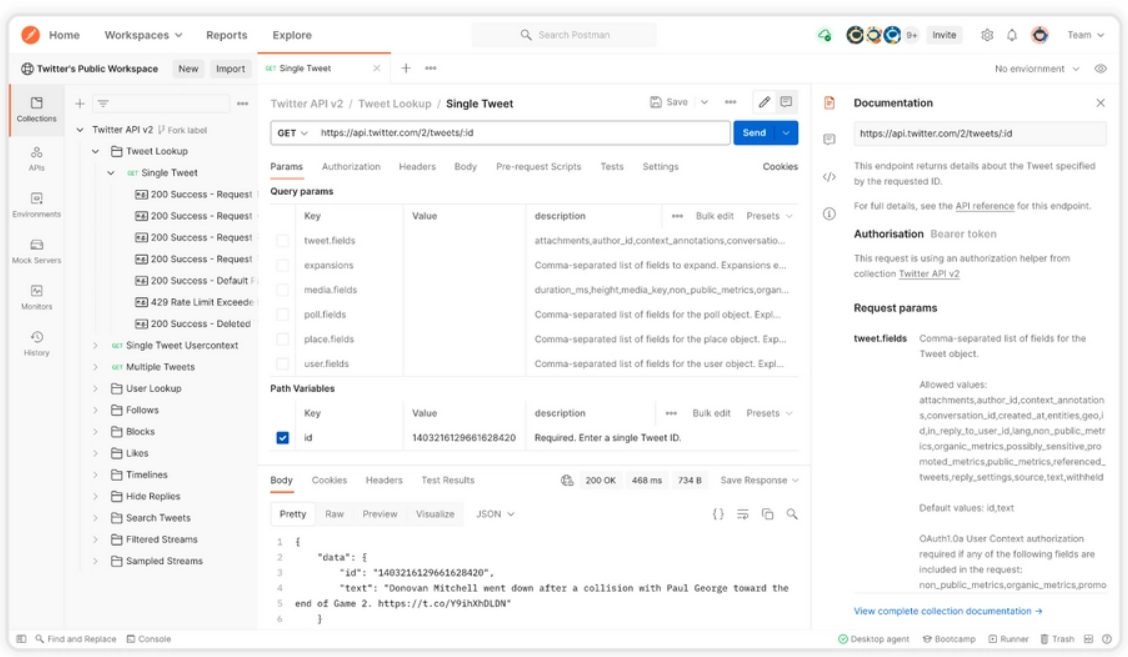 Home Workspaces Reports Explore Search Postman 9+ Invite Team
Twitter's Public Workspace New Import GET Single Tweet No enviornment
Collections
APIs
Environments
Mock Servers
Monitors
History
Twitter API v2 Fork label
Tweet Lookup
GET Single Tweet
200 Success - Request
200 Success - Request
200 Success - Request
200 Success - Request
200 Success - Default F
429 Rate Limit Exceede
200 Success - Deleted
GET Single Tweet Usercontext
GET Multiple Tweets
User Lookup
Follows
Blocks
Likes
Timelines
Hide Replies
Search Tweets
Filtered Streams
Sampled Streams
Twitter API v2 / Tweet Lookup / Single Tweet Save
GET https://api.twitter.com/2/tweets/:id Send
Params Authorization Headers Body Pre-request Scripts Tests Settings Cookies
Query params
Key Value description Bulk edit Presets
tweet.fields attachments,author_id,context_annotations,conversatio...
expansions Comma-separated list of fields to expand. Expansions e...
media.fields duration_ms,height,media_key,non_public_metrics,organ...
poll.fields Comma-separated list of fields for the poll object. Expl...
place.fields Comma-separated list of fields for the place object. Exp...
user.fields Comma-separated list of fields for the user object. Expl...
Path Variables
Key Value description Bulk edit Presets
id 1403216129661628420 Required. Enter a single Tweet ID.
Body Cookies Headers Test Results 200 OK 468 ms 734 B Save Response
Pretty Raw Preview Visualize JSON
1 {
2 "data": {
3 "id": "1403216129661628420",
4 "text": "Donovan Mitchell went down after a collision with Paul George toward the
5 end of Game 2. https://t.co/Y9ihXhDLDN"
6 }
Documentation
https://api.twitter.com/2/tweets/:id
This endpoint returns details about the Tweet specified
by the requested ID.
For full details, see the API reference for this endpoint.
Authorisation Bearer token
This request is using an authorization helper from
collection Twitter API v2
Request params
tweet.fields Comma-separated list of fields for the
Tweet object.
Allowed values:
attachments,author_id,context_annotation
s,conversation_id,created_at,entities,geo,i
d,in_reply_to_user_id,lang,non_public_metr
ics,organic_metrics,possibly_sensitive,pro
moted_metrics,public_metrics,referenced_
tweets,reply_settings,source,text,withheld
Default values: id,text
OAuth1.0a User Context authorization
required if any of the following fields are
included in the request:
non_public_metrics,organic_metrics,promo
View complete collection documentation →
Find and Replace Console Desktop agent Bootcamp Runner Trash